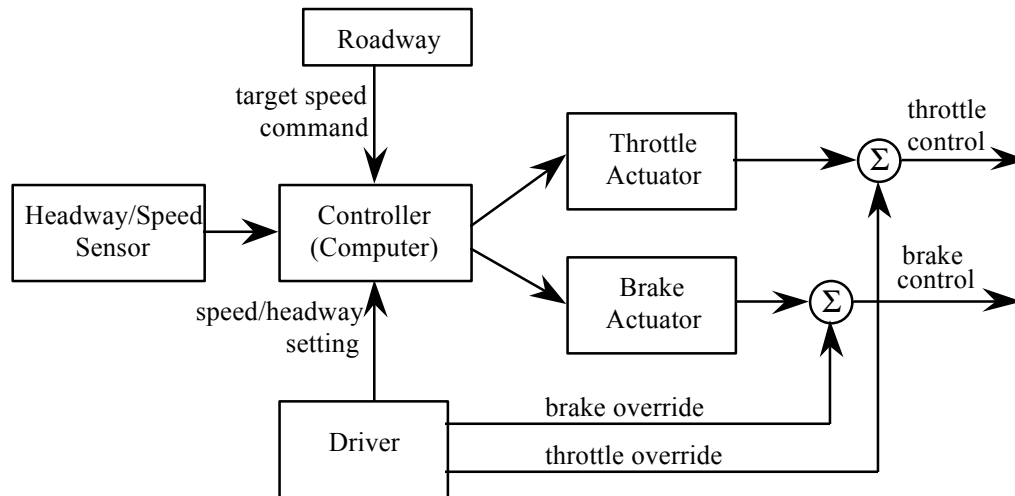 Roadway
target speed
command
Throttle
Actuator
Σ
throttle
control
Headway/Speed
Sensor
Controller
(Computer)
speed/headway
setting
Brake
Actuator
Σ
brake
control
Driver
brake override
throttle override